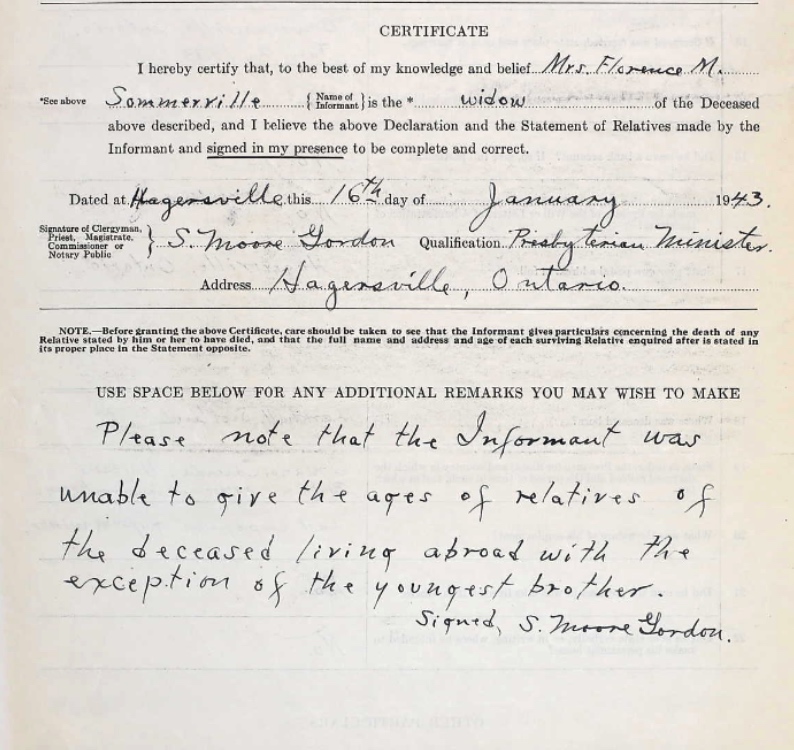 CERTIFICATE
I hereby certify that, to the best of my knowledge and belief Mrs. Florence M.
*See above Sommerville { Name of Informant } is the * widow of the Deceased
above described, and I believe the above Declaration and the Statement of Relatives made by the
Informant and signed in my presence to be complete and correct.
Dated at Hagersville this 16th day of January 1943.
Signature of Clergyman, Priest, Magistrate, Commissioner or Notary Public } S. Moore Gordon Qualification Presbyterian Minister.
Address Hagersville, Ontario.
NOTE.—Before granting the above Certificate, care should be taken to see that the Informant gives particulars concerning the death of any
Relative stated by him or her to have died, and that the full name and address and age of each surviving Relative enquired after is stated in
its proper place in the Statement opposite.
USE SPACE BELOW FOR ANY ADDITIONAL REMARKS YOU MAY WISH TO MAKE
Please note that the Informant was
unable to give the ages of relatives of
the deceased living abroad with the
exception of the youngest brother.
Signed, S. Moore Gordon.